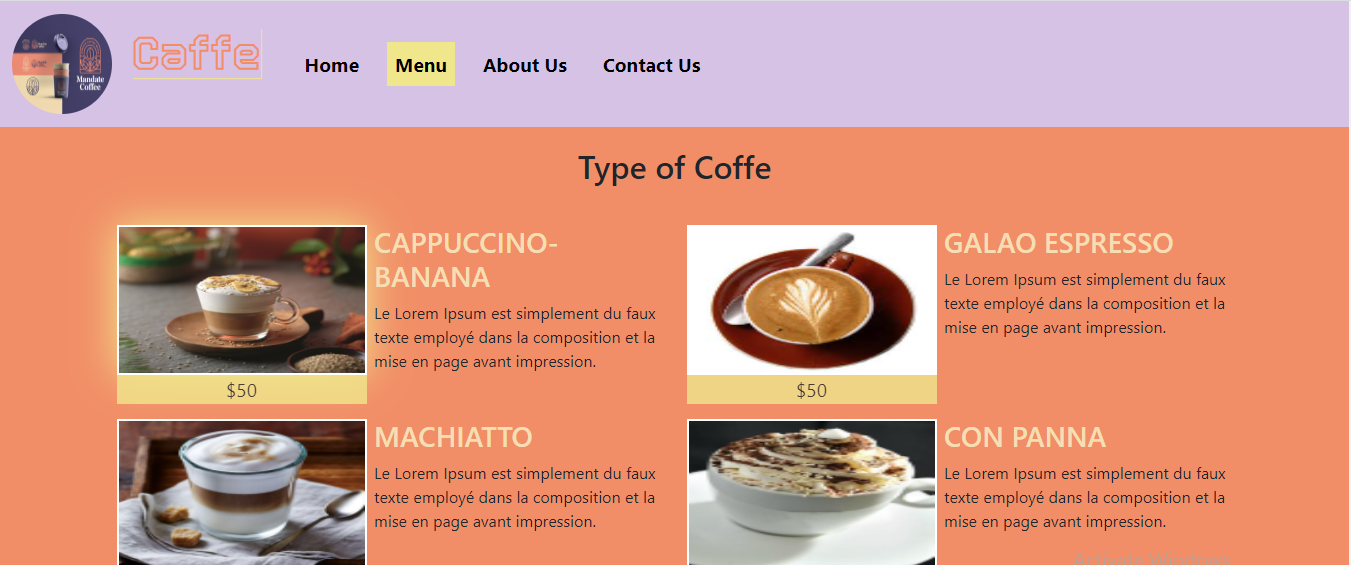 Mandate
Coffee
Caffe
Home
Menu
About Us
Contact Us
Type of Coffe
CAPPUCCINO-
BANANA
Le Lorem Ipsum est simplement du faux
texte employé dans la composition et la
mise en page avant impression.
$50
GALAO ESPRESSO
Le Lorem Ipsum est simplement du faux
texte employé dans la composition et la
mise en page avant impression.
$50
MACHIATTO
Le Lorem Ipsum est simplement du faux
texte employé dans la composition et la
mise en page avant impression.
CON PANNA
Le Lorem Ipsum est simplement du faux
texte employé dans la composition et la
mise en page avant impression.
Activate Windows